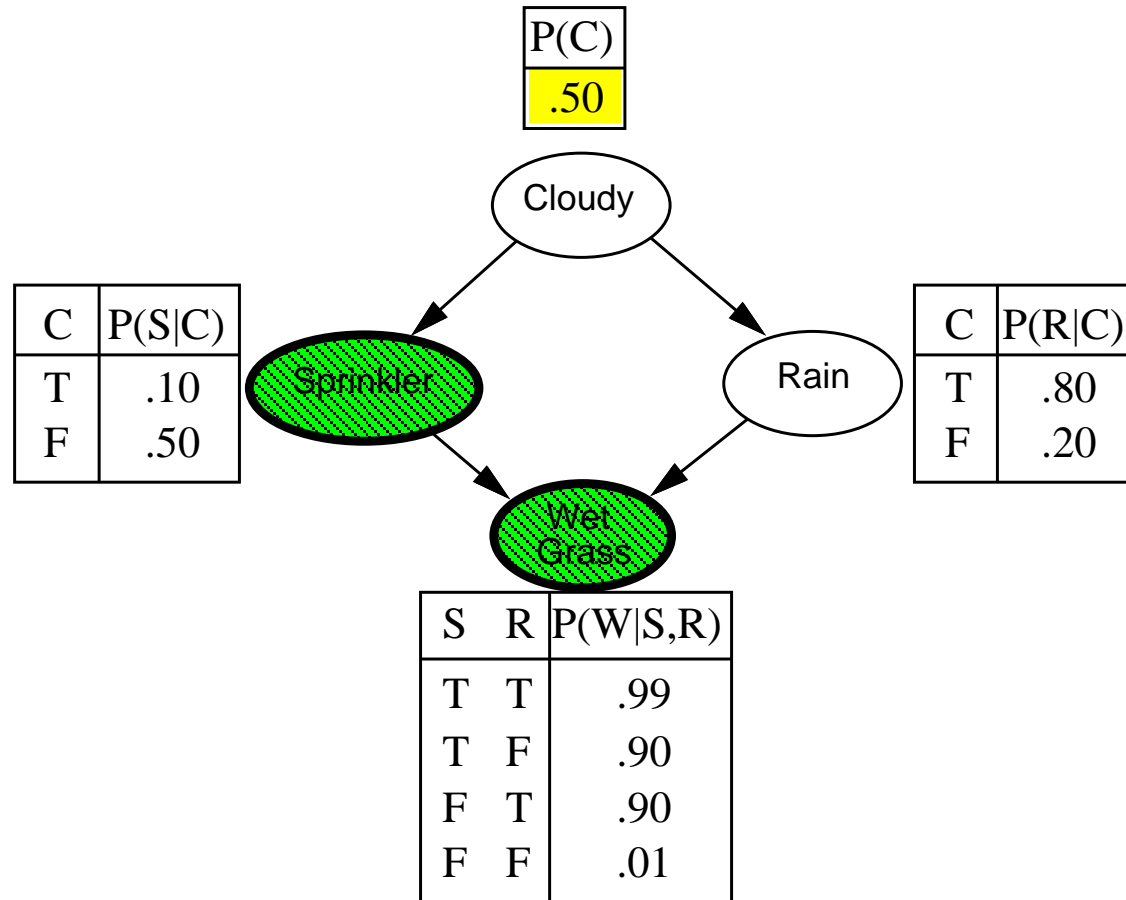 P(C)
.50
Cloudy
C P(S|C)
T .10
F .50
Sprinkler
Rain
C P(R|C)
T .80
F .20
Wet
Grass
S R P(W|S,R)
T T .99
T F .90
F T .90
F F .01